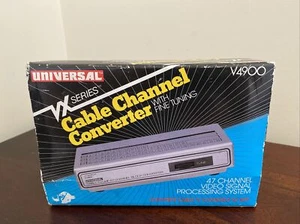 UNIVERSAL
V4900
VX SERIES
Cable Channel
Converter
WITH
FINE TUNING
47 CHANNEL
VIDEO SIGNAL
PROCESSING SYSTEM